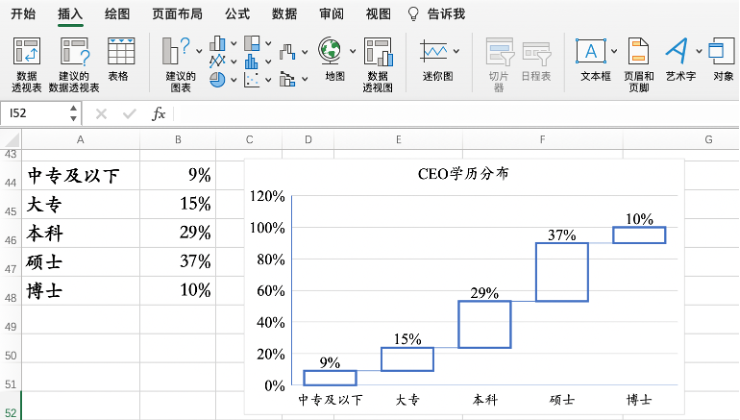 开始 插入 绘图 页面布局 公式 数据 审阅 视图 告诉我
数据透视表 建议的数据透视表 表格 建议的图表 地图 数据透视图 迷你图 切片器 日程表 文本框 页眉和页脚 艺术字 对象
I52 fx
A B C D E F G
43
44 中专及以下 9%
45 大专 15%
46 本科 29%
47 硕士 37%
48 博士 10%
49
50
51
52
CEO学历分布
120%
100%
80%
60%
40%
20%
0%
9% 15% 29% 37% 10%
中专及以下 大专 本科 硕士 博士